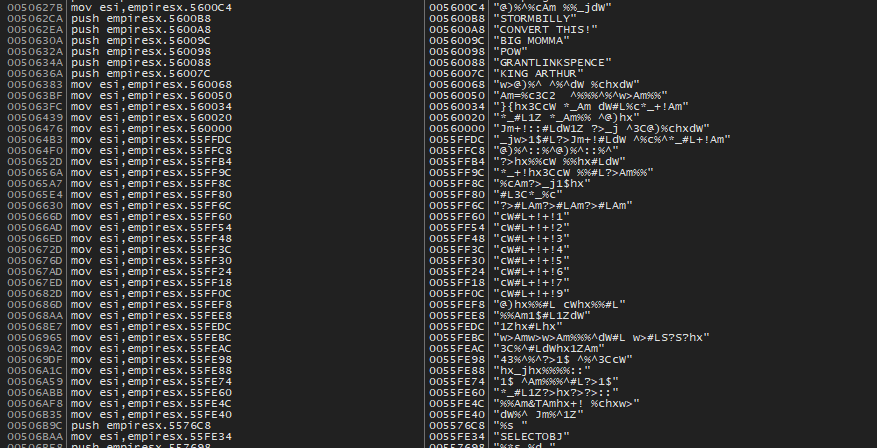 0050627B mov esi,empiresx.5600C4 005600C4 "@)%^%cAm %%_jdW"
005062CA push empiresx.5600B8 005600B8 "STORMBILLY"
005062EA push empiresx.5600A8 005600A8 "CONVERT THIS!"
0050630A push empiresx.56009C 0056009C "BIG MOMMA"
0050632A push empiresx.560098 00560098 "POW"
0050634A push empiresx.560088 00560088 "GRANTLINKSPENCE"
0050636A push empiresx.56007C 0056007C "KING ARTHUR"
00506383 mov esi,empiresx.560068 00560068 "w>@)%^ ^%^dW %chxdW"
005063BF mov esi,empiresx.560050 00560050 "Am=%c3C2  ^%%%^%^w>Am%%"
005063FC mov esi,empiresx.560034 00560034 "}{hx3CcW *_Am dW#L%c*_+!Am"
00506439 mov esi,empiresx.560020 00560020 "*_#L1Z *_Am%% ^@)hx"
00506476 mov esi,empiresx.560000 00560000 "Jm+!::#LdW1Z ?>_j ^3C@)%chxdW"
005064B3 mov esi,empiresx.55FFDC 0055FFDC "_jw>1$#L?>Jm+!#LdW ^%c%^*_#L+!Am"
005064F0 mov esi,empiresx.55FFC8 0055FFC8 "@)%^::%^@)%^::%^"
0050652D mov esi,empiresx.55FFB4 0055FFB4 "?>hx%%cW %%hx#LdW"
0050656A mov esi,empiresx.55FF9C 0055FF9C "*_+!hx3CcW %%#L?>Am%%"
005065A7 mov esi,empiresx.55FF8C 0055FF8C "%cAm?>_j1$hx"
005065E4 mov esi,empiresx.55FF80 0055FF80 "#L3C*_%c"
00506630 mov esi,empiresx.55FF6C 0055FF6C "?>#LAm?>#LAm?>#LAm"
0050666D mov esi,empiresx.55FF60 0055FF60 "cW#L+!+!1"
005066AD mov esi,empiresx.55FF54 0055FF54 "cW#L+!+!2"
005066ED mov esi,empiresx.55FF48 0055FF48 "cW#L+!+!3"
0050672D mov esi,empiresx.55FF3C 0055FF3C "cW#L+!+!4"
0050676D mov esi,empiresx.55FF30 0055FF30 "cW#L+!+!5"
005067AD mov esi,empiresx.55FF24 0055FF24 "cW#L+!+!6"
005067ED mov esi,empiresx.55FF18 0055FF18 "cW#L+!+!7"
0050682D mov esi,empiresx.55FF0C 0055FF0C "cW#L+!+!9"
0050686D mov esi,empiresx.55FEF8 0055FEF8 "@)hx%%#L cWhx%%#L"
005068AA mov esi,empiresx.55FEE8 0055FEE8 "%%Am1$#L1ZdW"
005068E7 mov esi,empiresx.55FEDC 0055FEDC "1Zhx#Lhx"
00506965 mov esi,empiresx.55FEBC 0055FEBC "w>Amw>w>Am%%%^dW#L w>#LS?S?hx"
005069A2 mov esi,empiresx.55FEAC 0055FEAC "3C%^#LdWhx1ZAm"
005069DF mov esi,empiresx.55FE98 0055FE98 "43%^%^?>1$ ^%^3CcW"
00506A1C mov esi,empiresx.55FE88 0055FE88 "hx_jhx%%%%::"
00506A59 mov esi,empiresx.55FE74 0055FE74 "1$ ^Am%%%^#L?>1$"
00506ABB mov esi,empiresx.55FE60 0055FE60 "*_#L1Z?>hx?>?>::"
00506AF8 mov esi,empiresx.55FE4C 0055FE4C "%%Am&TAmhx+! %chxw>"
00506B35 mov esi,empiresx.55FE40 0055FE40 "dW%^ Jm%^1Z"
00506B9C push empiresx.5576C8 005576C8 "%s "
00506BAA mov esi,empiresx.55FE34 0055FE34 "SELECTOBJ"